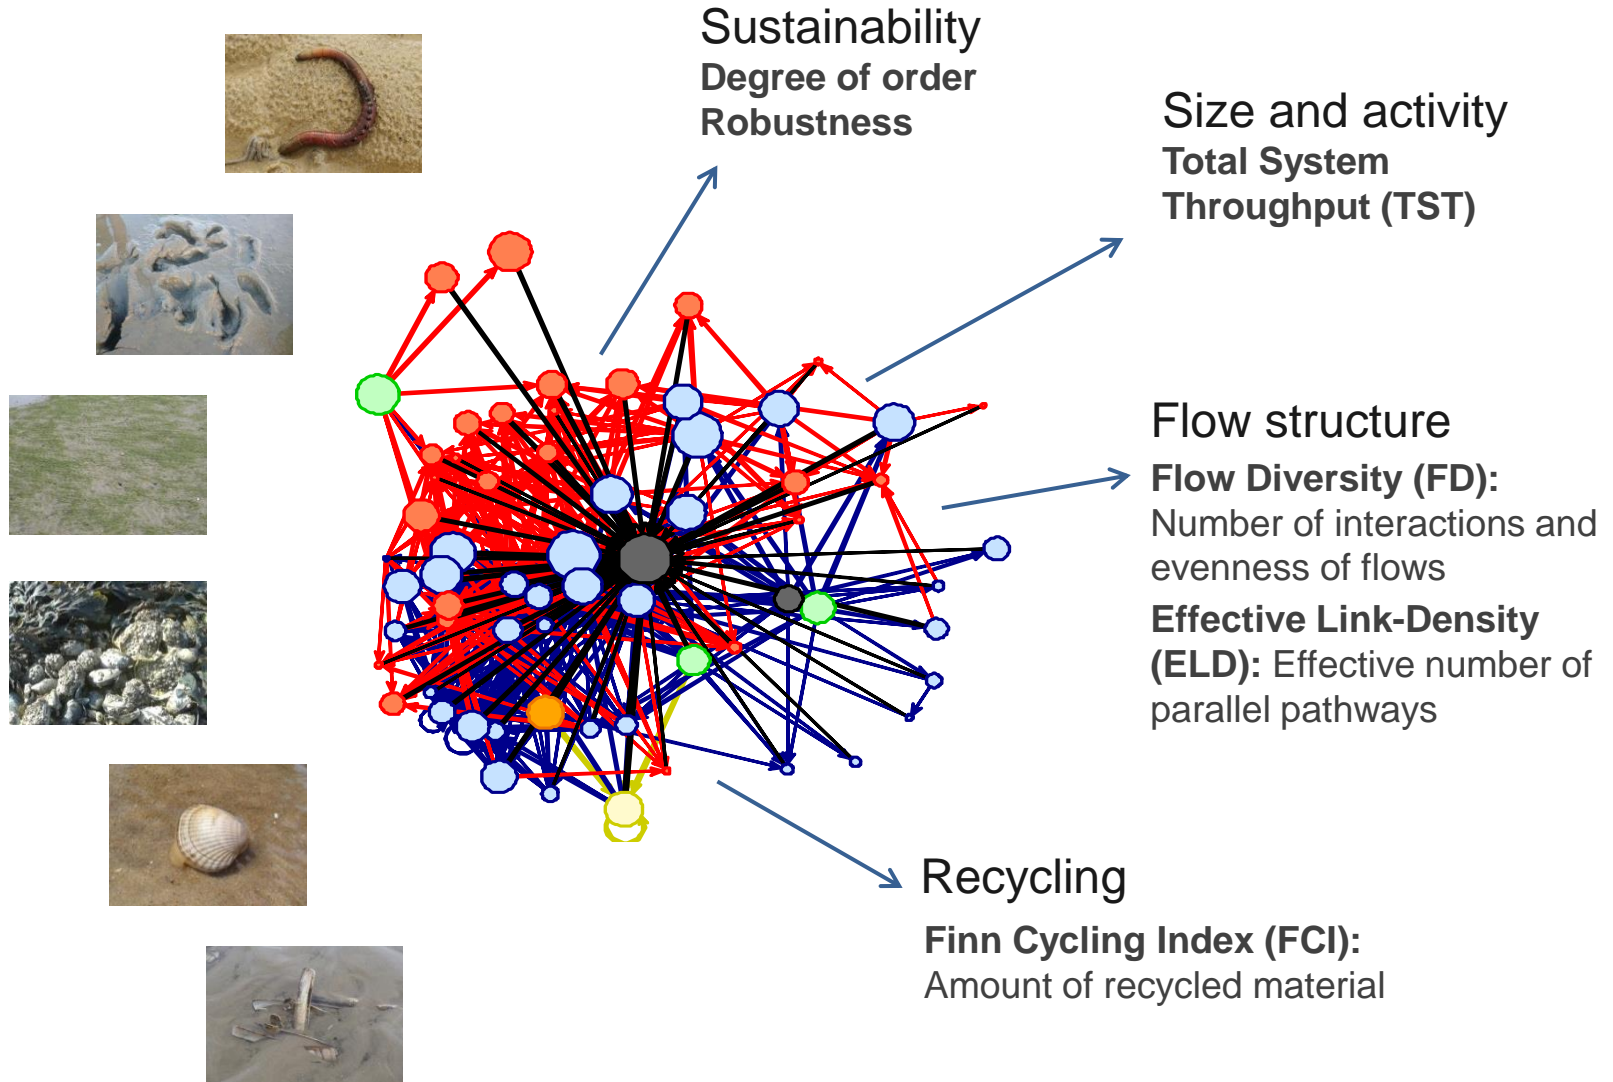 Sustainability
Degree of order
Robustness
Size and activity
Total System
Throughput (TST)
Flow structure
Flow Diversity (FD):
Number of interactions and
evenness of flows
Effective Link-Density
(ELD): Effective number of
parallel pathways
Recycling
Finn Cycling Index (FCI):
Amount of recycled material